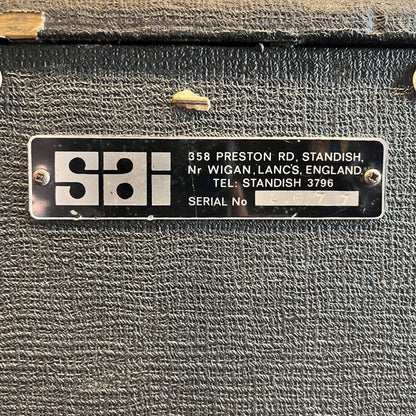 sai
358 PRESTON RD, STANDISH,
Nr WIGAN, LANC'S, ENGLAND.
TEL: STANDISH 3796
SERIAL No